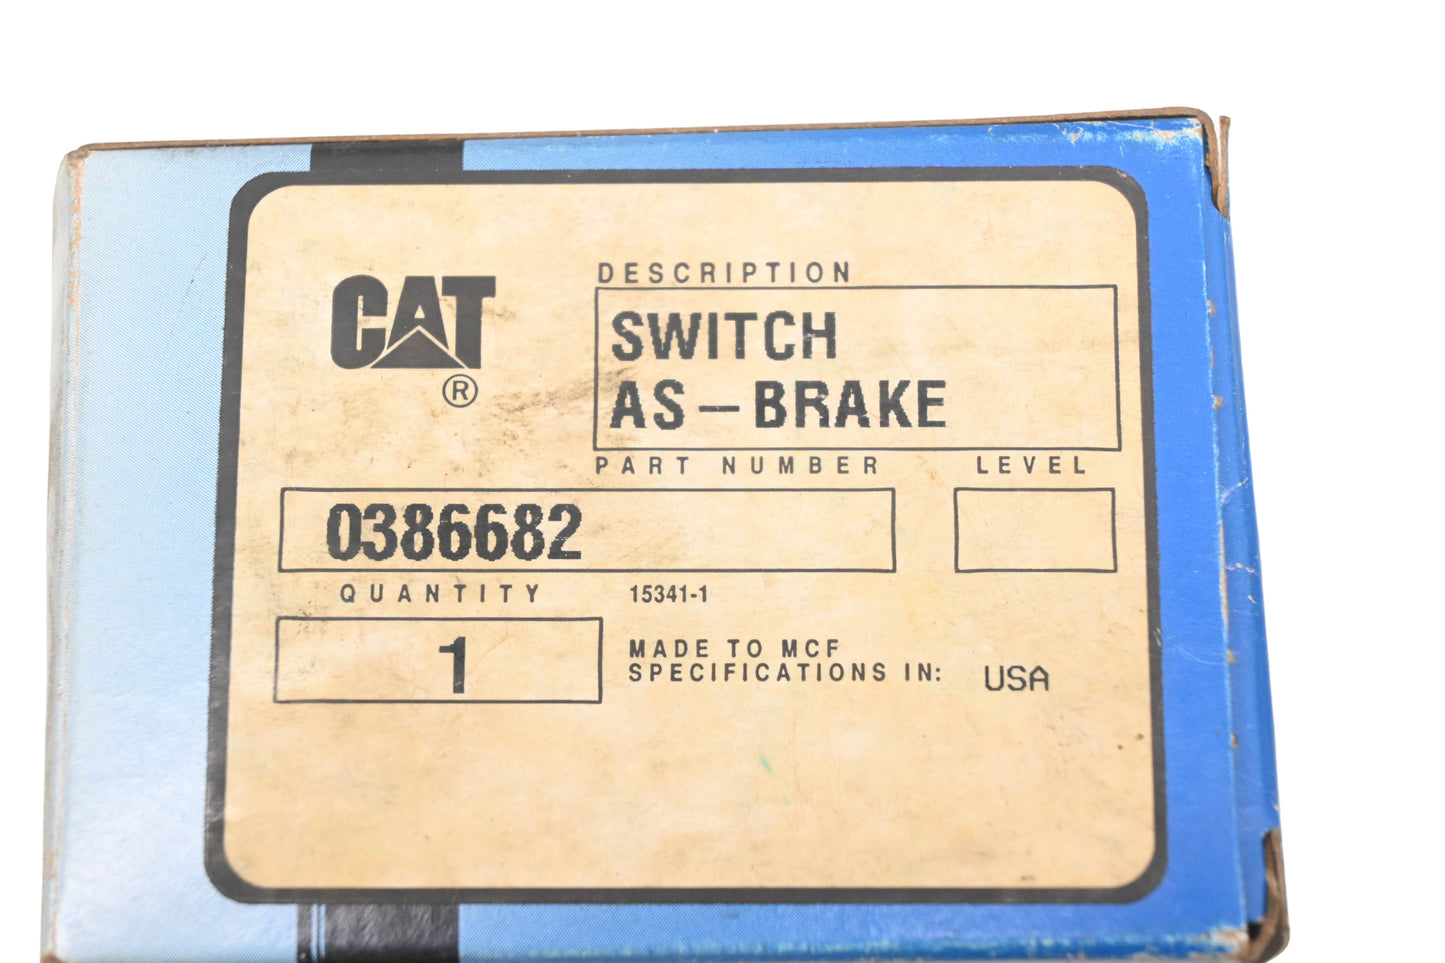 CAT
®
DESCRIPTION
SWITCH
AS-BRAKE
PART NUMBER
LEVEL
0386682
QUANTITY
15341-1
1
MADE TO MCF
SPECIFICATIONS IN: USA